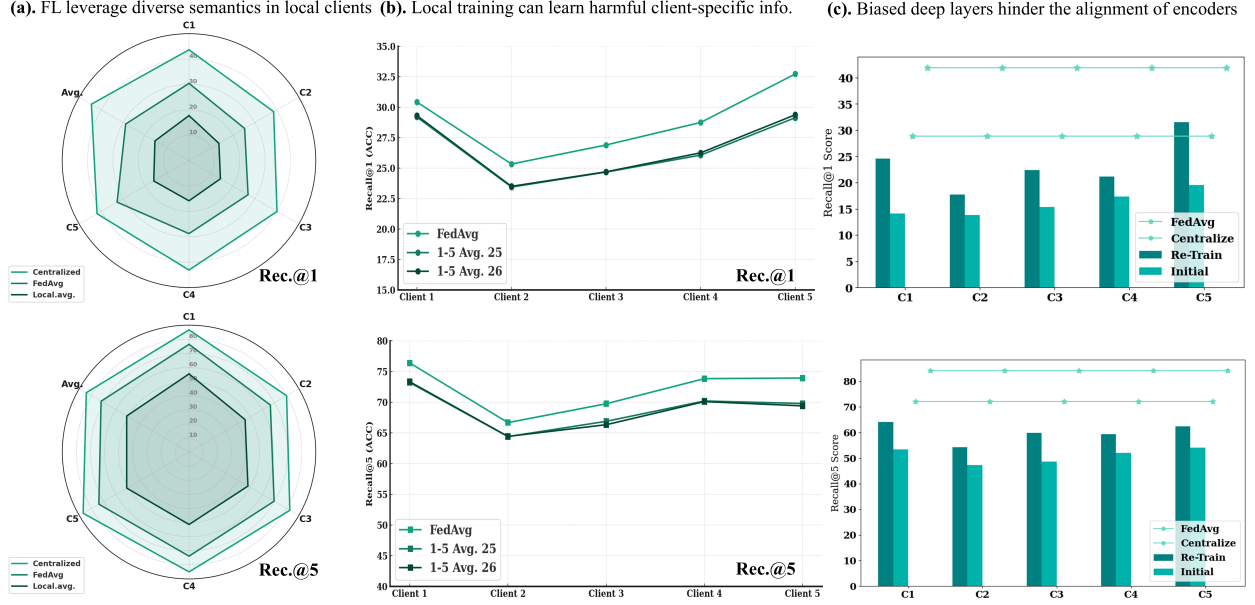 (a). FL leverage diverse semantics in local clients
(b). Local training can learn harmful client-specific info.
(c). Biased deep layers hinder the alignment of encoders
C1
C2
C3
C4
C5
Avg.
40
30
20
10
Centralized
FedAvg
Local.avg.
Rec.@1
Recall@1 (ACC)
35.0
32.5
30.0
27.5
25.0
22.5
20.0
17.5
15.0
FedAvg
1-5 Avg. 25
1-5 Avg. 26
Rec.@1
Client 1
Client 2
Client 3
Client 4
Client 5
Recall@1 Score
40
35
30
25
20
15
10
5
0
FedAvg
Centralize
Re-Train
Initial
C1
C2
C3
C4
C5
C1
C2
C3
C4
C5
Avg.
80
70
60
50
40
30
20
10
Centralized
FedAvg
Local.avg.
Rec.@5
Recall@5 (ACC)
80
75
70
65
60
55
50
45
40
FedAvg
1-5 Avg. 25
1-5 Avg. 26
Rec.@5
Client 1
Client 2
Client 3
Client 4
Client 5
Recall@5 Score
80
70
60
50
40
30
20
10
0
FedAvg
Centralize
Re-Train
Initial
C1
C2
C3
C4
C5